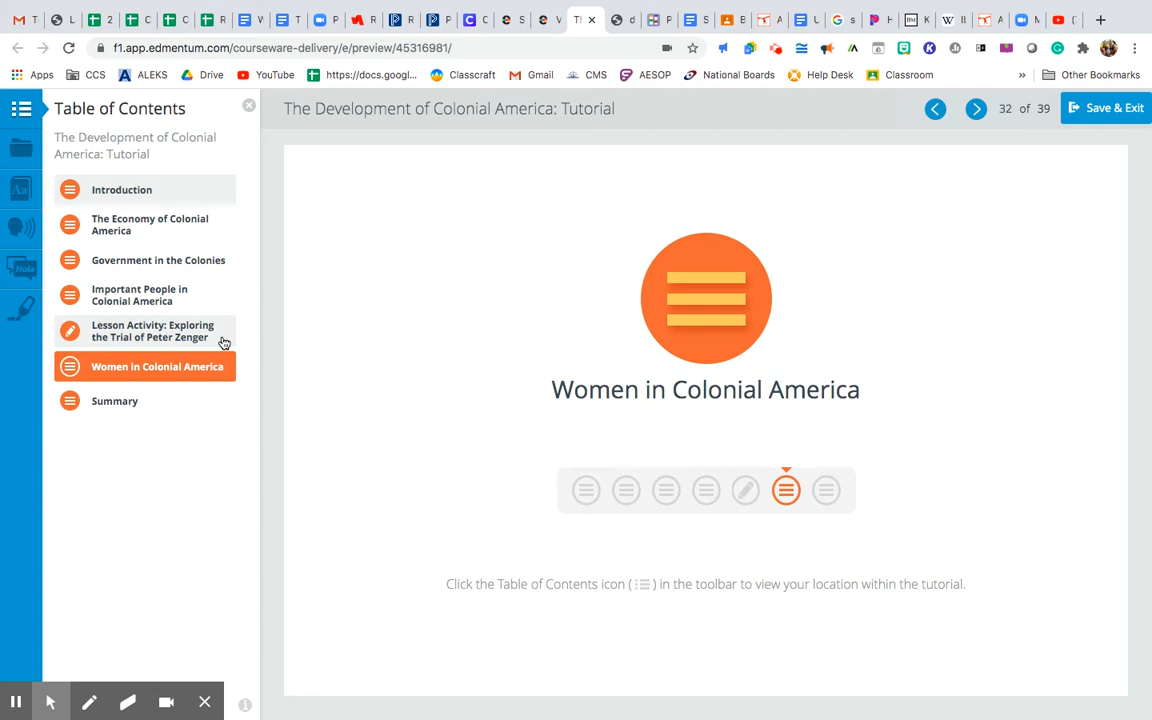 f1.app.edmentum.com/courseware-delivery/e/preview/45316981/
Apps
CCS
ALEKS
Drive
YouTube
https://docs.googl...
Classcraft
Gmail
CMS
AESOP
National Boards
Help Desk
Classroom
»
Other Bookmarks
Table of Contents
The Development of Colonial America: Tutorial
32 of 39
Save & Exit
The Development of Colonial
America: Tutorial
Introduction
The Economy of Colonial
America
Government in the Colonies
Important People in
Colonial America
Lesson Activity: Exploring
the Trial of Peter Zenger
Women in Colonial America
Summary
Women in Colonial America
Click the Table of Contents icon ( ) in the toolbar to view your location within the tutorial.
Aa
Hola